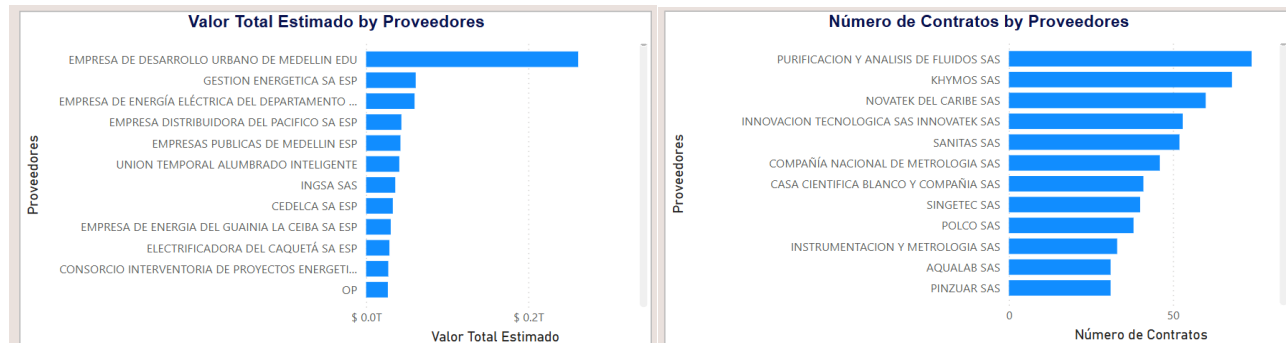 Valor Total Estimado by Proveedores
Proveedores
EMPRESA DE DESARROLLO URBANO DE MEDELLIN EDU
GESTION ENERGETICA SA ESP
EMPRESA DE ENERGÍA ELÉCTRICA DEL DEPARTAMENTO ...
EMPRESA DISTRIBUIDORA DEL PACIFICO SA ESP
EMPRESAS PUBLICAS DE MEDELLIN ESP
UNION TEMPORAL ALUMBRADO INTELIGENTE
INGSA SAS
CEDELCA SA ESP
EMPRESA DE ENERGIA DEL GUAINIA LA CEIBA SA ESP
ELECTRIFICADORA DEL CAQUETÁ SA ESP
CONSORCIO INTERVENTORIA DE PROYECTOS ENERGETI...
OP
$ 0.0T $ 0.2T
Valor Total Estimado
Número de Contratos by Proveedores
Proveedores
PURIFICACION Y ANALISIS DE FLUIDOS SAS
KHYMOS SAS
NOVATEK DEL CARIBE SAS
INNOVACION TECNOLOGICA SAS INNOVATEK SAS
SANITAS SAS
COMPAÑÍA NACIONAL DE METROLOGIA SAS
CASA CIENTIFICA BLANCO Y COMPAÑIA SAS
SINGETEC SAS
POLCO SAS
INSTRUMENTACION Y METROLOGIA SAS
AQUALAB SAS
PINZUAR SAS
0 50
Número de Contratos